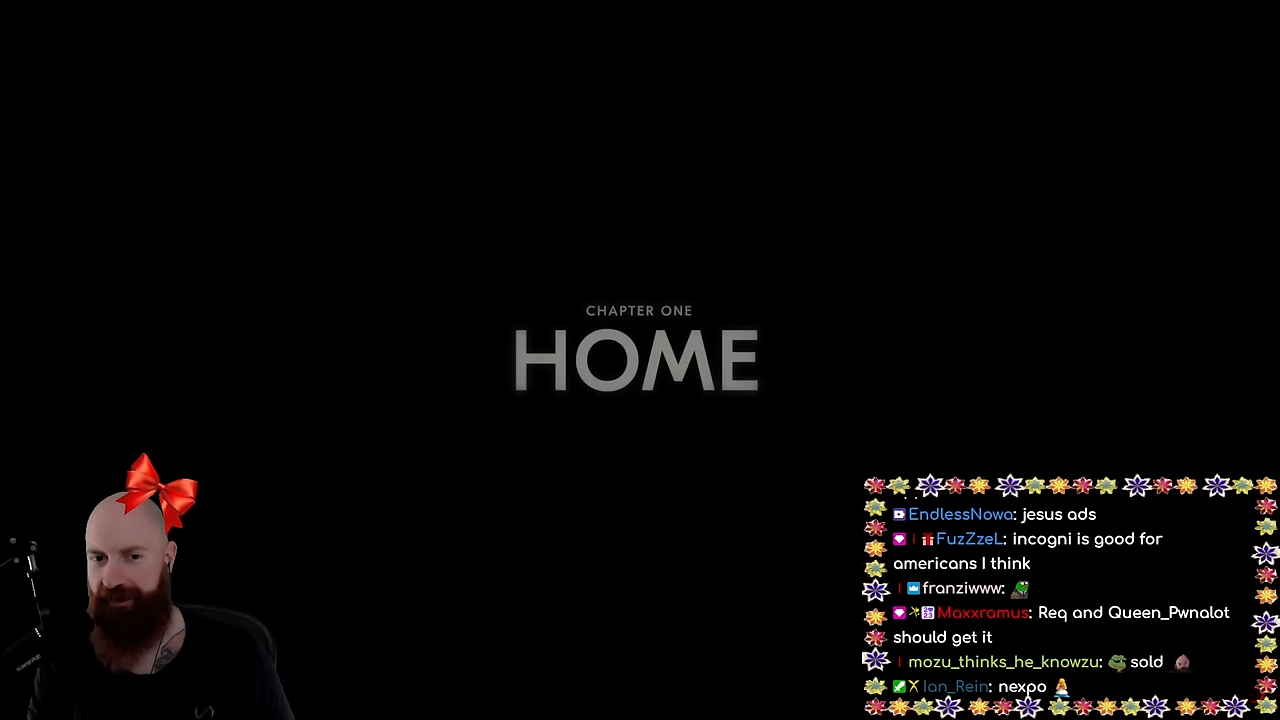 CHAPTER ONE
HOME
EndlessNowa: jesus ads
FuzZzeL: incogni is good for
americans I think
franziwww:
Maxxramus: Req and Queen_Pwnalot
should get it
mozu_thinks_he_knowzu: sold
Ian_Rein: nexpo
SHURE